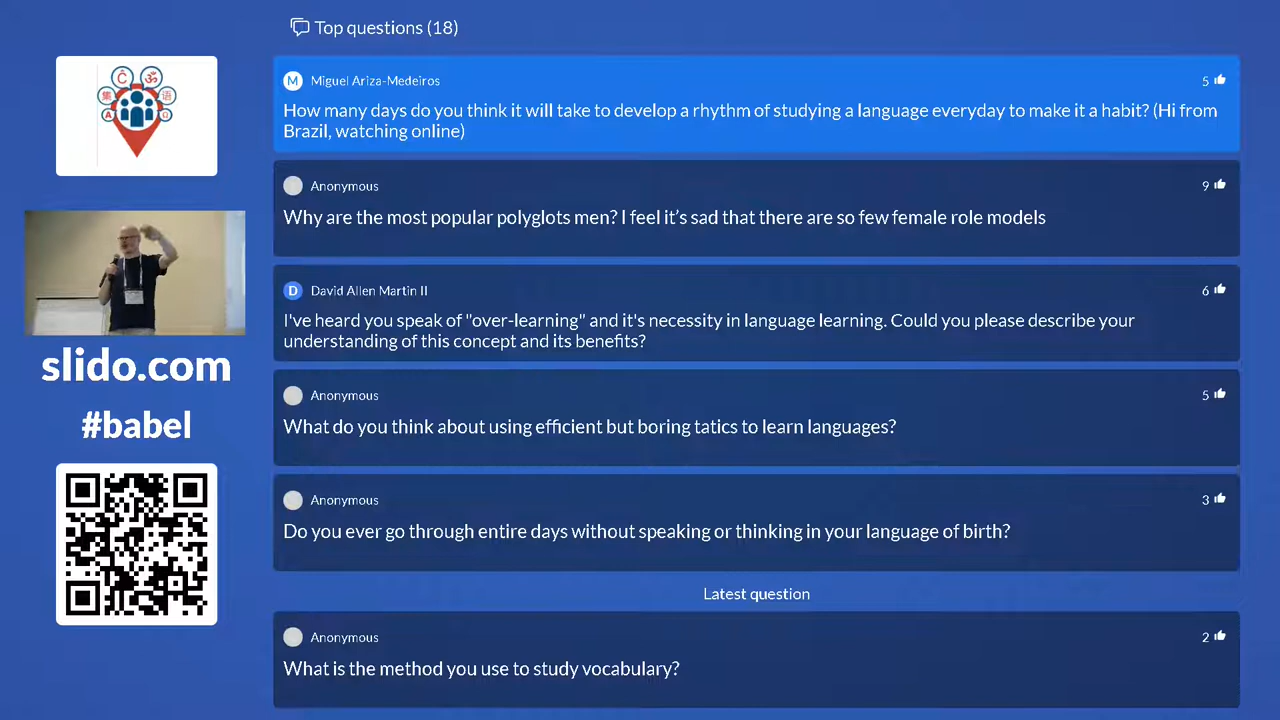 Top questions (18)
M Miguel Ariza-Medeiros 5
How many days do you think it will take to develop a rhythm of studying a language everyday to make it a habit? (Hi from
Brazil, watching online)
Anonymous 9
Why are the most popular polyglots men? I feel it's sad that there are so few female role models
D David Allen Martin II 6
I've heard you speak of "over-learning" and it's necessity in language learning. Could you please describe your
understanding of this concept and its benefits?
Anonymous 5
What do you think about using efficient but boring tatics to learn languages?
Anonymous 3
Do you ever go through entire days without speaking or thinking in your language of birth?
Latest question
Anonymous 2
What is the method you use to study vocabulary?
Ĉ ॐ
集 语
A Ω
slido.com
#babel